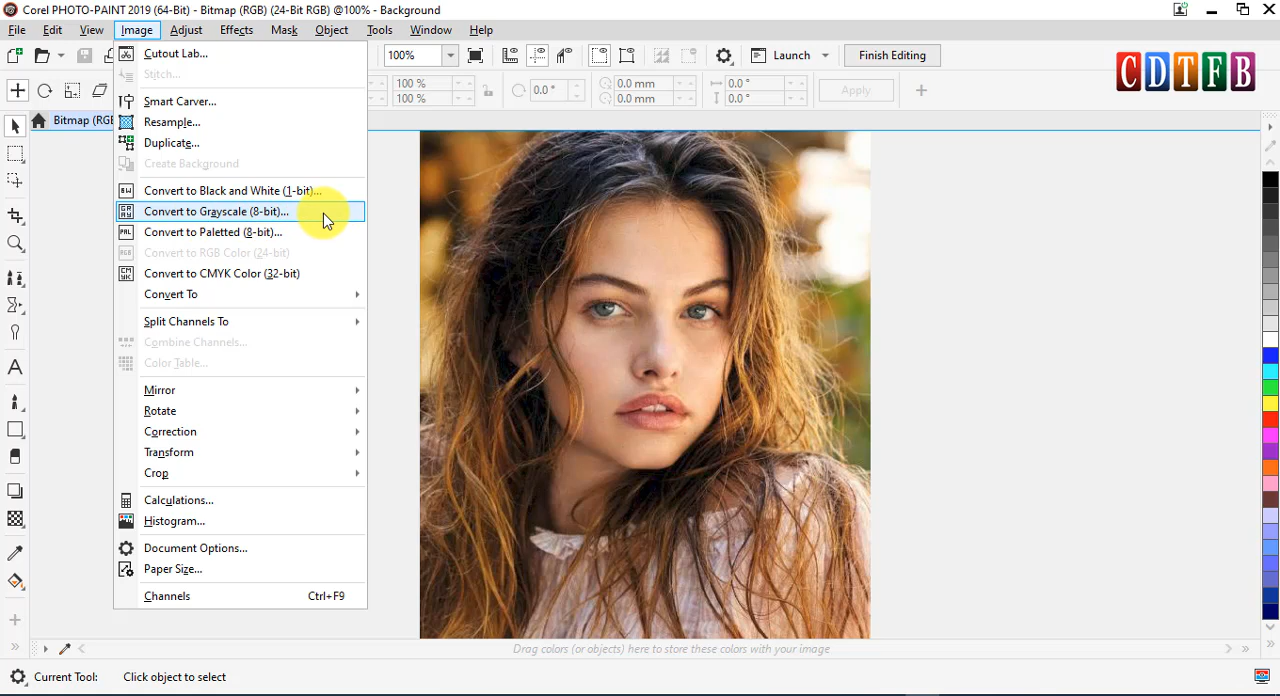 Corel PHOTO-PAINT 2019 (64-Bit) - Bitmap (RGB) (24-Bit RGB) @100% - Background
File Edit View Image Adjust Effects Mask Object Tools Window Help
100% Launch Finish Editing
CDTFB
100 % 0.0 ° 0.0 mm 0.0 ° Apply
100 % 0.0 mm 0.0 °
Bitmap (RGB
Cutout Lab...
Stitch...
Smart Carver...
Resample...
Duplicate...
Create Background
Convert to Black and White (1-bit)...
Convert to Grayscale (8-bit)...
Convert to Paletted (8-bit)...
Convert to RGB Color (24-bit)
Convert to CMYK Color (32-bit)
Convert To
Split Channels To
Combine Channels...
Color Table...
Mirror
Rotate
Correction
Transform
Crop
Calculations...
Histogram...
Document Options...
Paper Size...
Channels Ctrl+F9
Drag colors (or objects) here to store these colors with your image
Current Tool: Click object to select